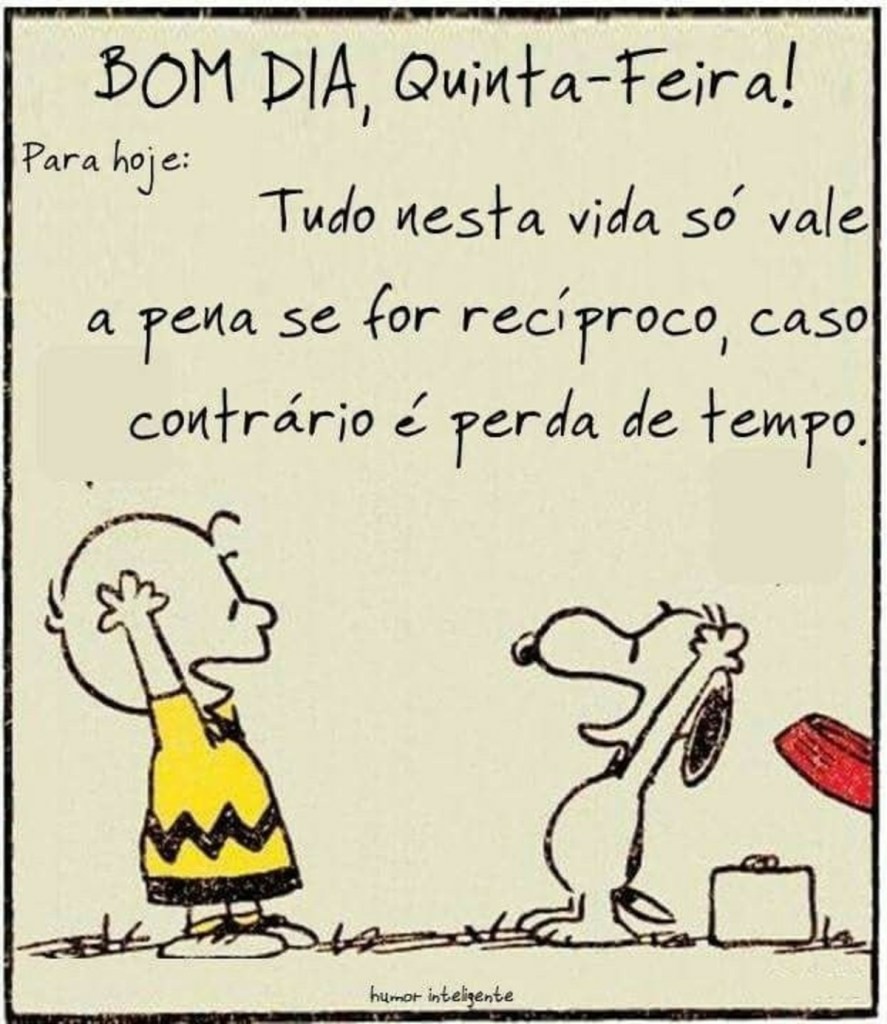 BOM DIA, Quinta-Feira!
Para hoje:
Tudo nesta vida só vale
a pena se for recíproco, caso
contrário é perda de tempo.
humor inteligente